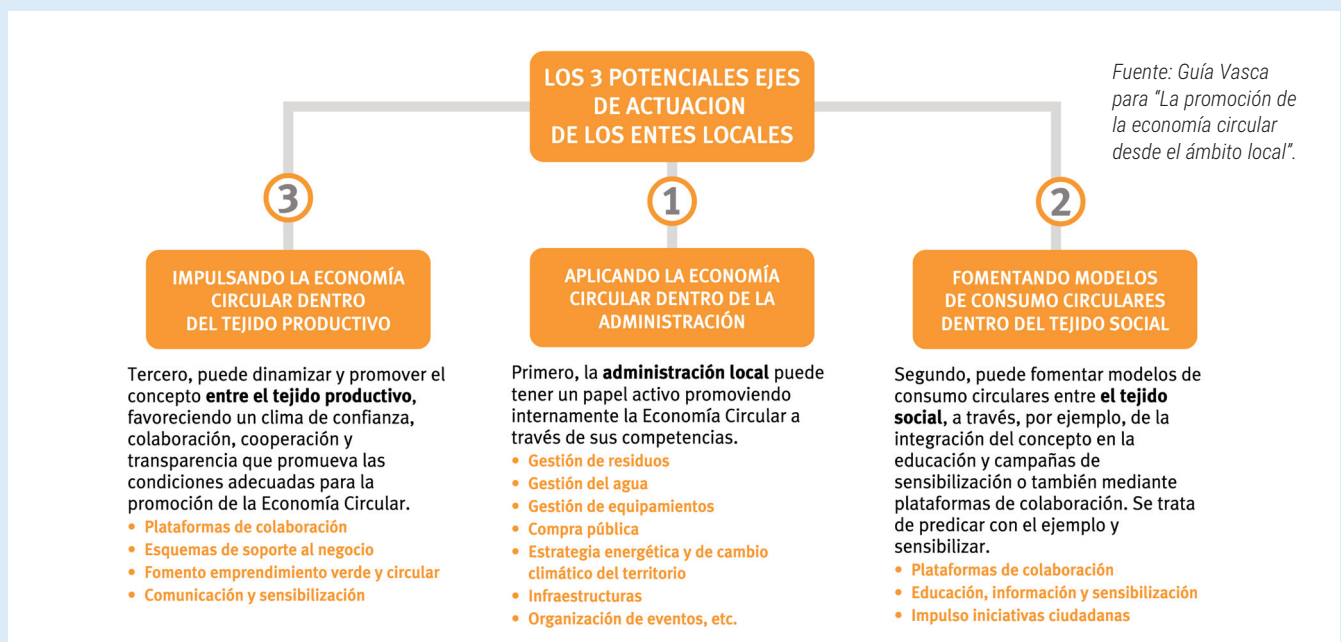 LOS 3 POTENCIALES EJES
DE ACTUACION
DE LOS ENTES LOCALES
Fuente: Guía Vasca
para “La promoción de
la economía circular
desde el ámbito local”.
3
IMPULSANDO LA ECONOMÍA
CIRCULAR DENTRO
DEL TEJIDO PRODUCTIVO
Tercero, puede dinamizar y promover el
concepto entre el tejido productivo,
favoreciendo un clima de confianza,
colaboración, cooperación y
transparencia que promueva las
condiciones adecuadas para la
promoción de la Economía Circular.
• Plataformas de colaboración
• Esquemas de soporte al negocio
• Fomento emprendimiento verde y circular
• Comunicación y sensibilización
1
APLICANDO LA ECONOMÍA
CIRCULAR DENTRO DE LA
ADMINISTRACIÓN
Primero, la administración local puede
tener un papel activo promoviendo
internamente la Economía Circular a
través de sus competencias.
• Gestión de residuos
• Gestión del agua
• Gestión de equipamientos
• Compra pública
• Estrategia energética y de cambio
climático del territorio
• Infraestructuras
• Organización de eventos, etc.
2
FOMENTANDO MODELOS
DE CONSUMO CIRCULARES
DENTRO DEL TEJIDO SOCIAL
Segundo, puede fomentar modelos de
consumo circulares entre el tejido
social, a través, por ejemplo, de la
integración del concepto en la
educación y campañas de
sensibilización o también mediante
plataformas de colaboración. Se trata
de predicar con el ejemplo y
sensibilizar.
• Plataformas de colaboración
• Educación, información y sensibilización
• Impulso iniciativas ciudadanas